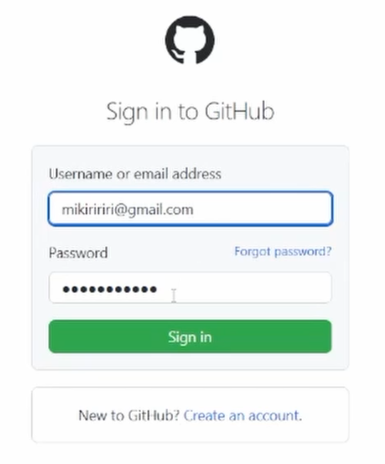 Sign in to GitHub
Username or email address
mikiririri@gmail.com
Password Forgot password?
●●●●●●●●●●●
Sign in
New to GitHub? Create an account.